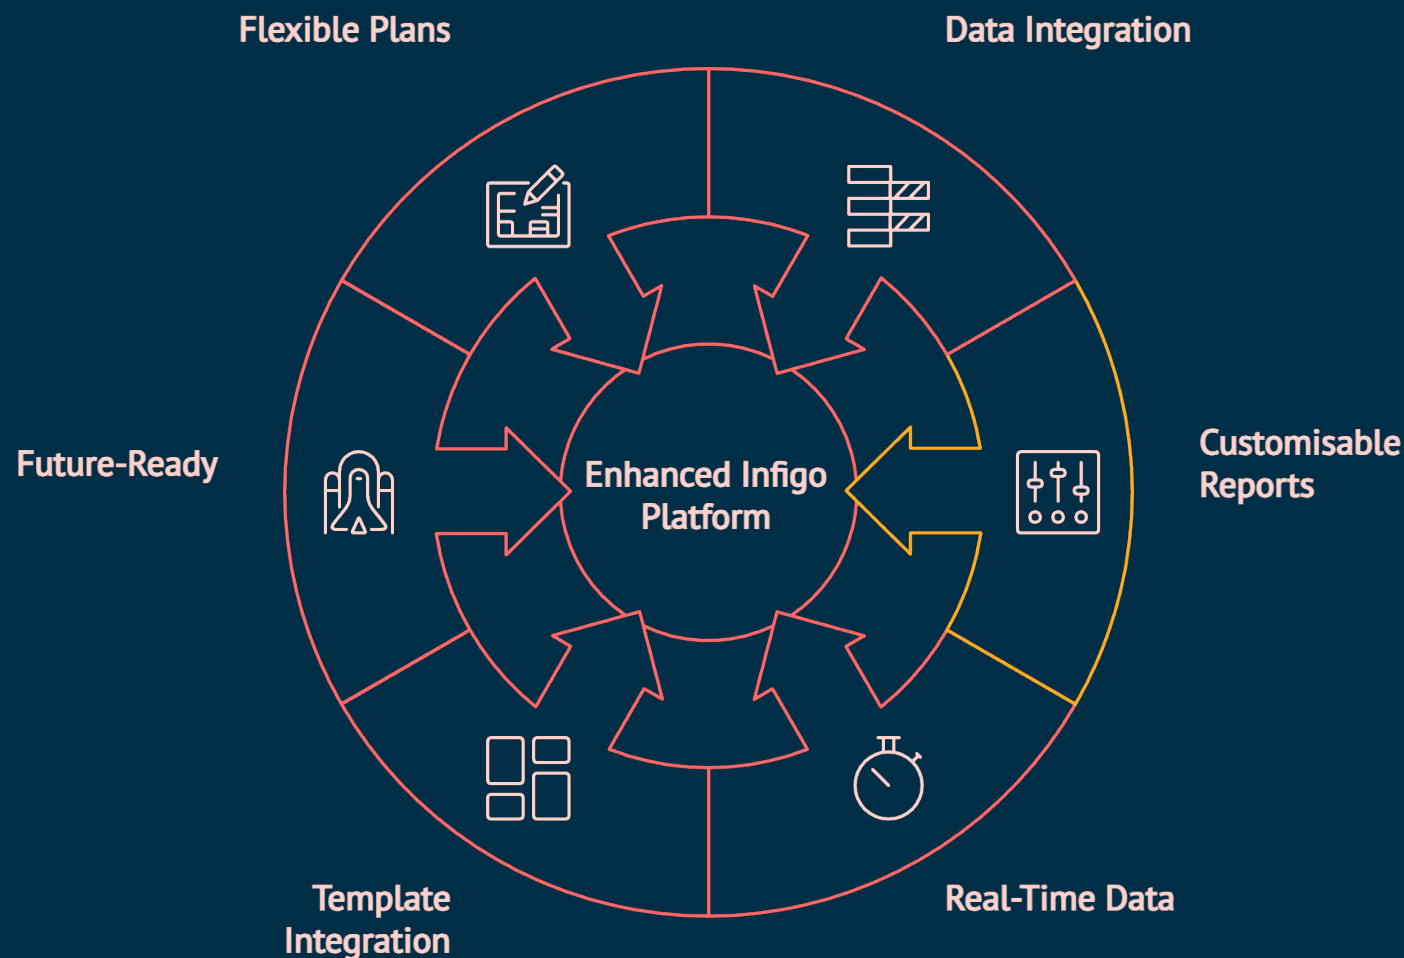 Flexible Plans
Data Integration
Future-Ready
Enhanced Infigo
Platform
Customisable
Reports
Template
Integration
Real-Time Data